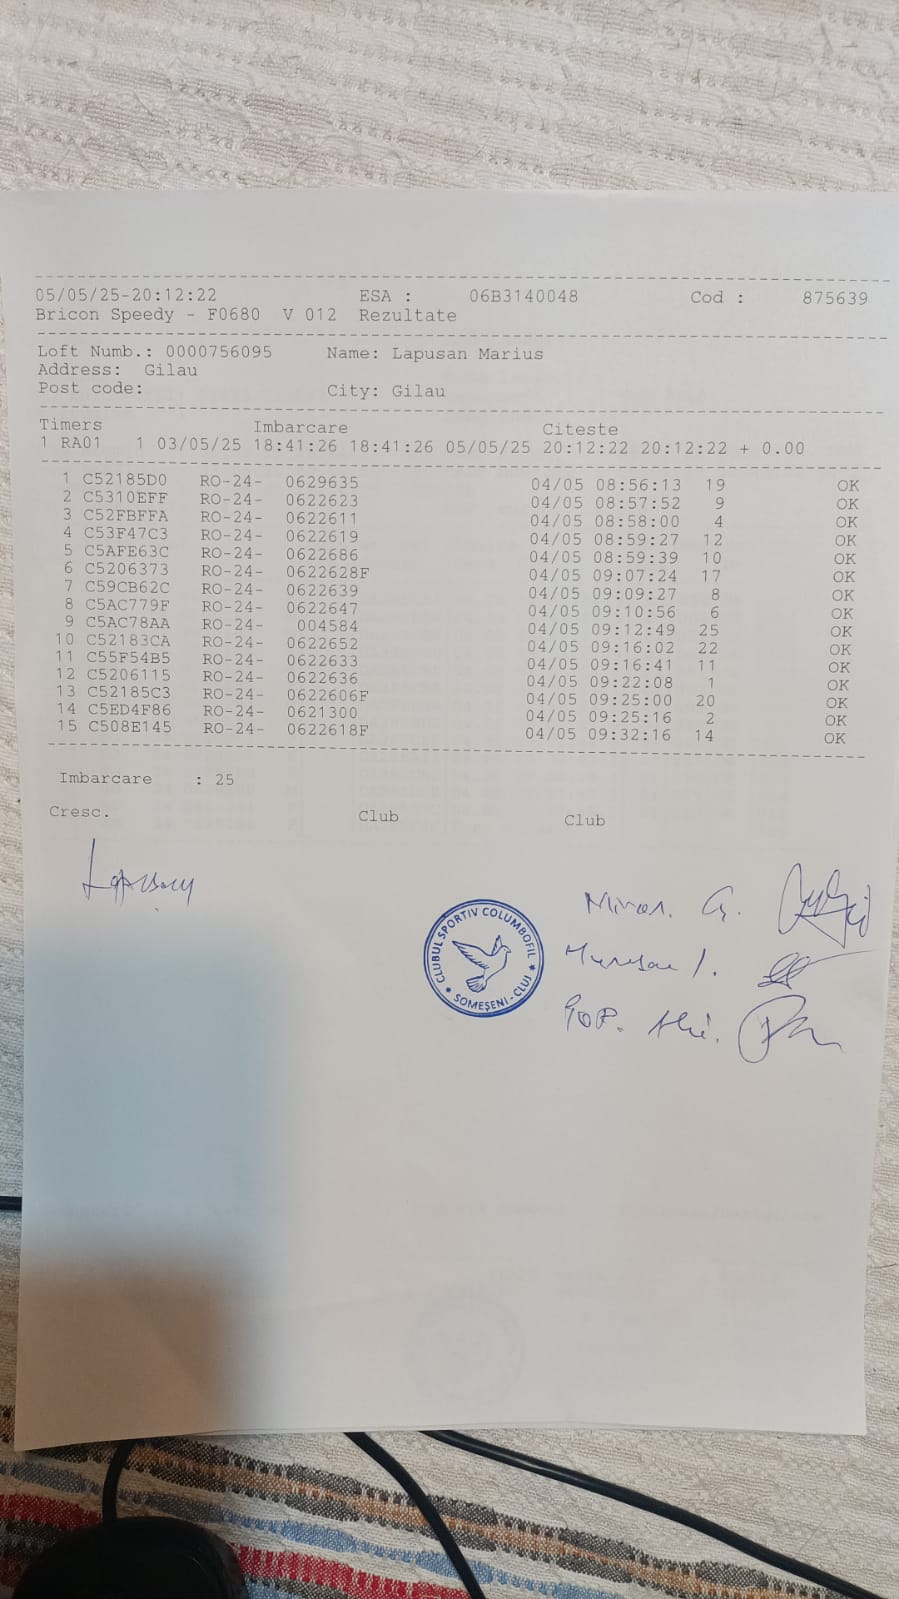 05/05/25-20:12:22 ESA : 06B3140048 Cod : 875639
Bricon Speedy - F0680 V 012 Rezultate
Loft Numb.: 0000756095 Name: Lapusan Marius
Address: Gilau
Post code: City: Gilau
Timers Imbarcare Citeste
1 RA01 1 03/05/25 18:41:26 18:41:26 05/05/25 20:12:22 20:12:22 + 0.00
1 C52185D0 RO-24- 0629635 04/05 08:56:13 19 OK
2 C5310EFF RO-24- 0622623 04/05 08:57:52 9 OK
3 C52FBFFA RO-24- 0622611 04/05 08:58:00 4 OK
4 C53F47C3 RO-24- 0622619 04/05 08:59:27 12 OK
5 C5AFE63C RO-24- 0622686 04/05 08:59:39 10 OK
6 C5206373 RO-24- 0622628F 04/05 09:07:24 17 OK
7 C59CB62C RO-24- 0622639 04/05 09:09:27 8 OK
8 C5AC779F RO-24- 0622647 04/05 09:10:56 6 OK
9 C5AC78AA RO-24- 004584 04/05 09:12:49 25 OK
10 C52183CA RO-24- 0622652 04/05 09:16:02 22 OK
11 C55F54B5 RO-24- 0622633 04/05 09:16:41 11 OK
12 C5206115 RO-24- 0622636 04/05 09:22:08 1 OK
13 C52185C3 RO-24- 0622606F 04/05 09:25:00 20 OK
14 C5ED4F86 RO-24- 0621300 04/05 09:25:16 2 OK
15 C508E145 RO-24- 0622618F 04/05 09:32:16 14 OK
Imbarcare : 25
Cresc. Club Club
CLUBUL SPORTIV COLUMBOFIL
SOMEŞENI-CLUJ